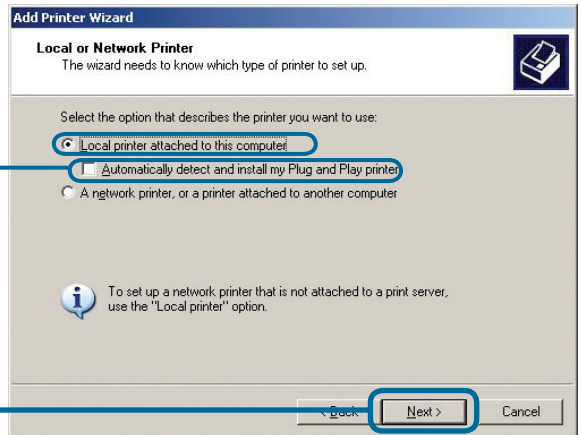 Add Printer Wizard
Local or Network Printer
The wizard needs to know which type of printer to set up.
Select the option that describes the printer you want to use:
Local printer attached to this computer
Automatically detect and install my Plug and Play printer
A network printer, or a printer attached to another computer
To set up a network printer that is not attached to a print server,
use the "Local printer" option.
< Back
Next >
Cancel